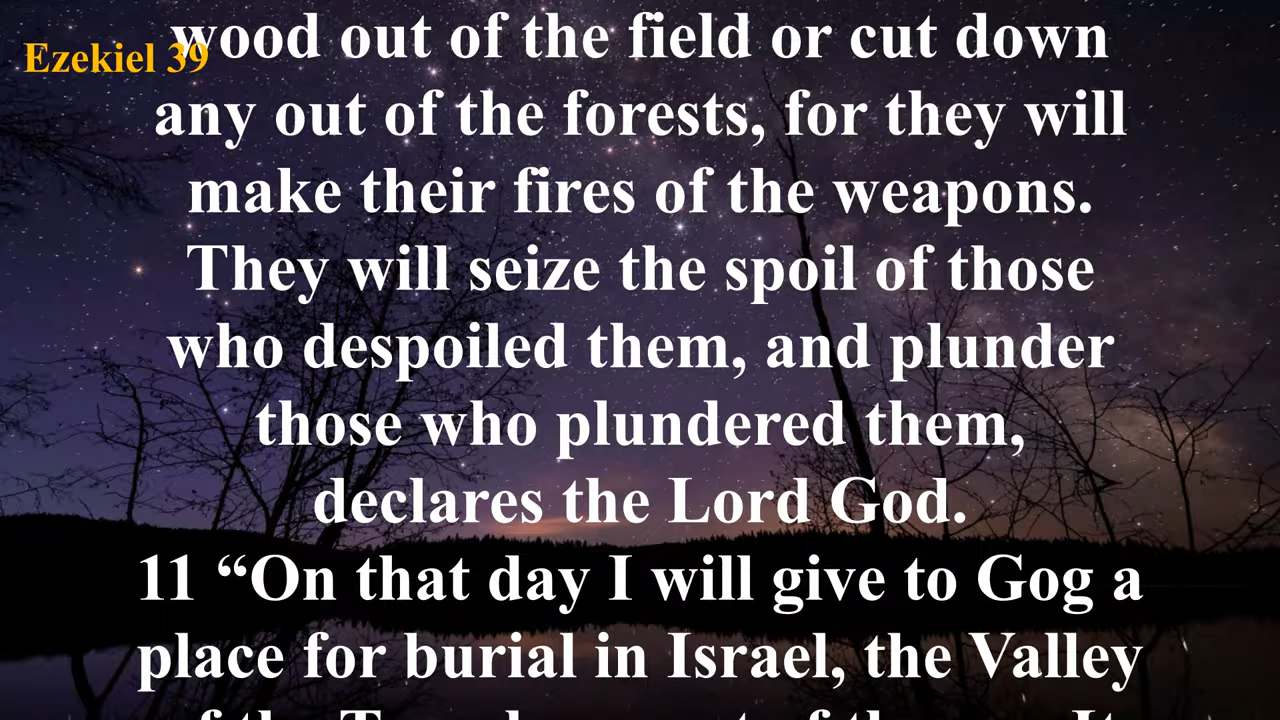 Ezekiel 39
wood out of the field or cut down
any out of the forests, for they will
make their fires of the weapons.
They will seize the spoil of those
who despoiled them, and plunder
those who plundered them,
declares the Lord God.
11 “On that day I will give to Gog a
place for burial in Israel, the Valley